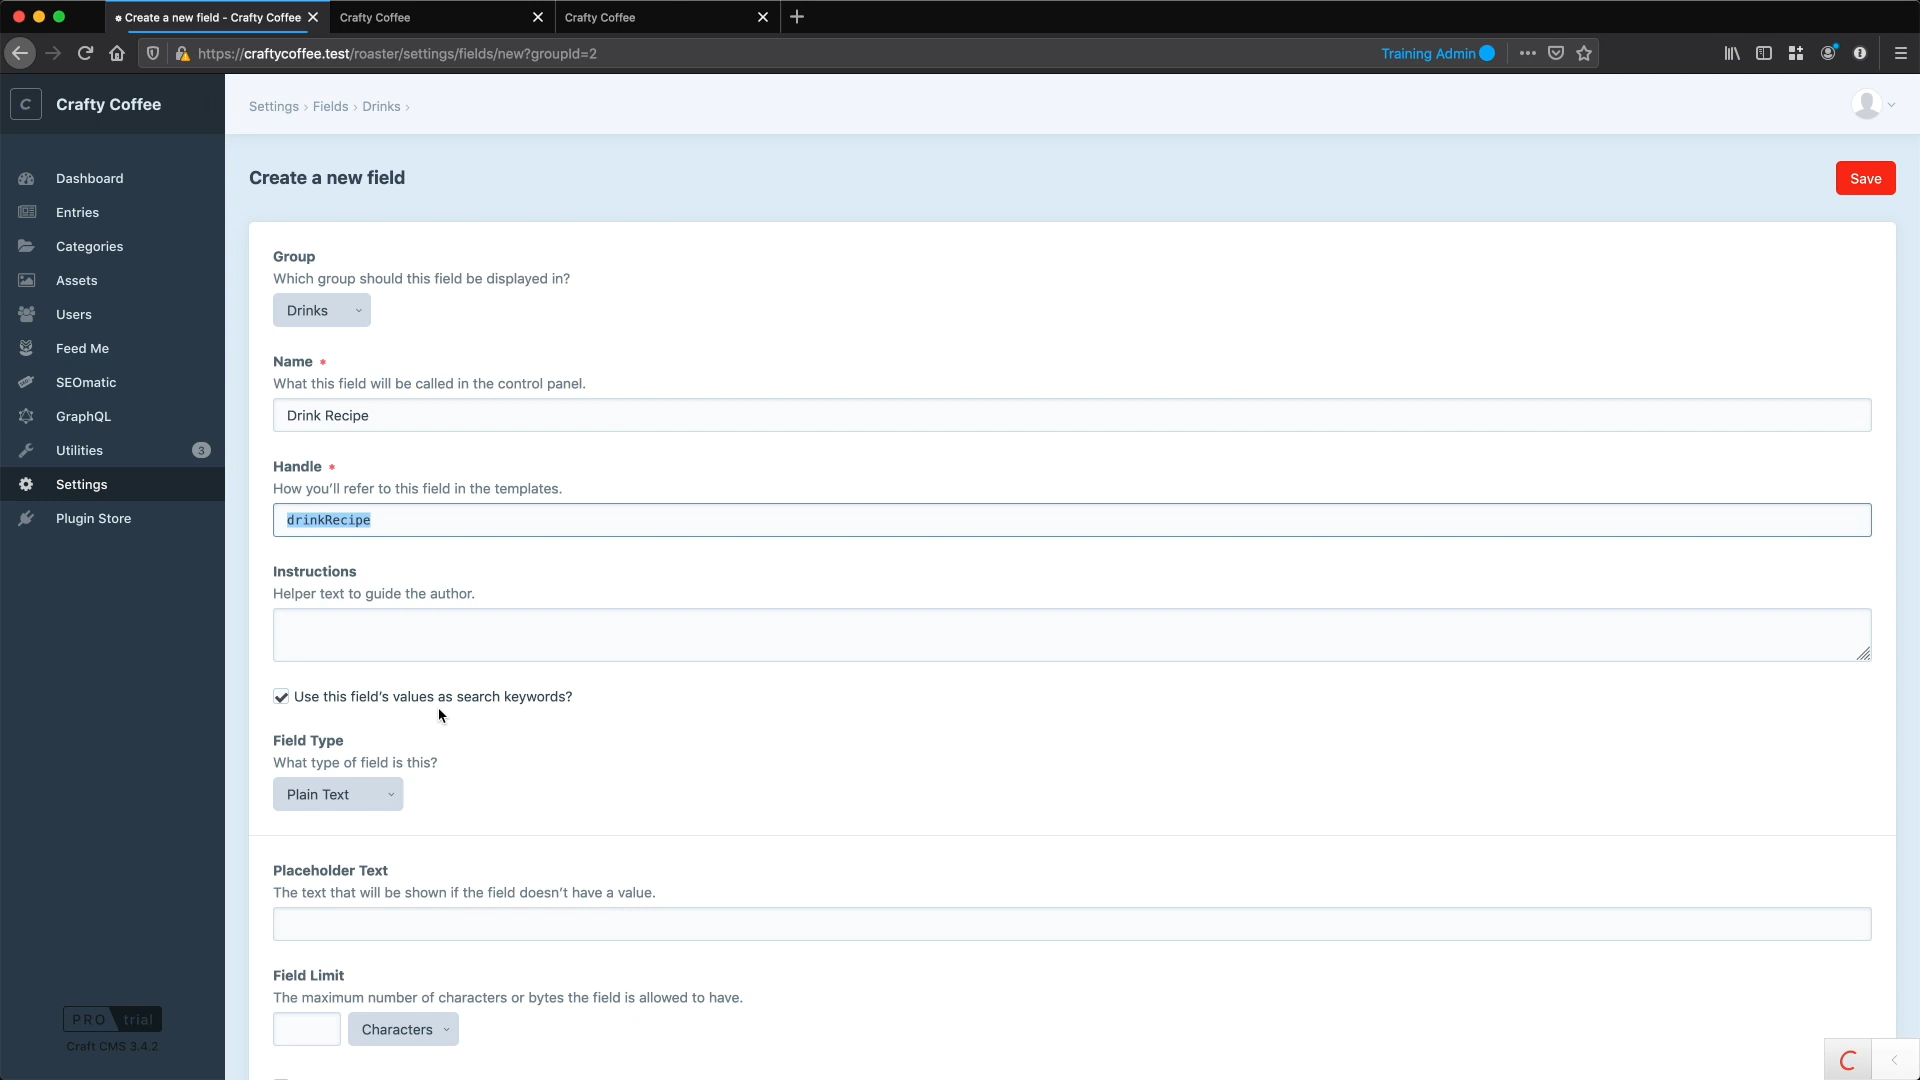 Create a new field - Crafty Coffee
Crafty Coffee
Crafty Coffee
https://craftycoffee.test/roaster/settings/fields/new?groupId=2
Training Admin
C
Crafty Coffee
Settings › Fields › Drinks ›
Dashboard
Entries
Categories
Assets
Users
Feed Me
SEOmatic
GraphQL
Utilities 3
Settings
Plugin Store
PRO trial
Craft CMS 3.4.2
Create a new field
Save
Group
Which group should this field be displayed in?
Drinks
Name *
What this field will be called in the control panel.
Drink Recipe
Handle *
How you'll refer to this field in the templates.
drinkRecipe
Instructions
Helper text to guide the author.
Use this field's values as search keywords?
Field Type
What type of field is this?
Plain Text
Placeholder Text
The text that will be shown if the field doesn't have a value.
Field Limit
The maximum number of characters or bytes the field is allowed to have.
Characters